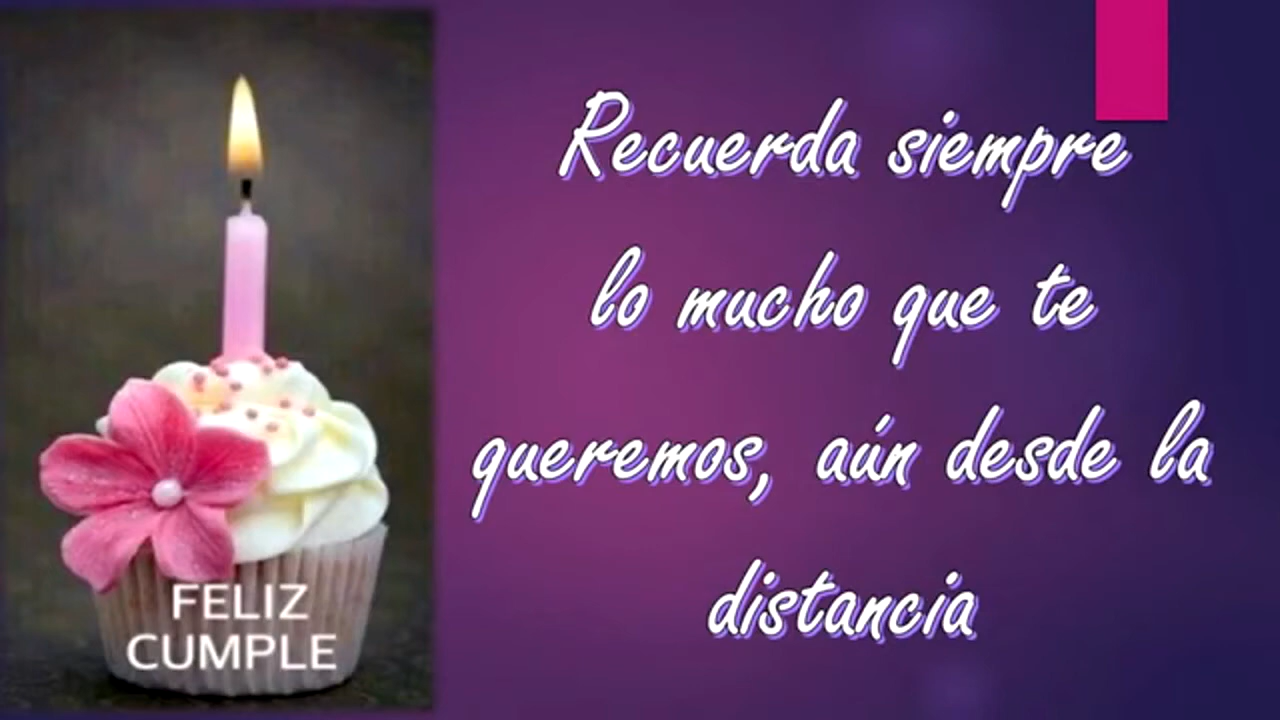 Recuerda siempre
lo mucho que te
queremos, aún desde la
distancia
FELIZ
CUMPLE